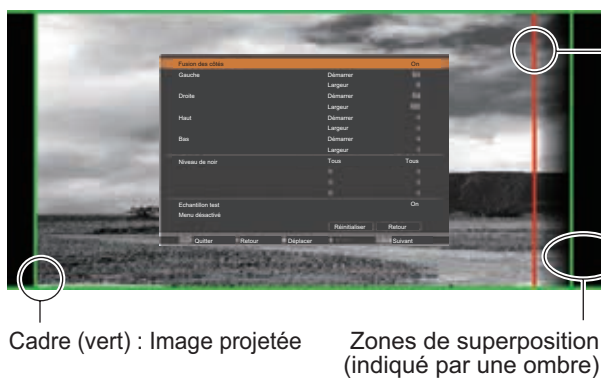 Fusion des côtés On
Gauche Démarrer
Largeur
Droite Démarrer
Largeur
Haut Démarrer
Largeur
Bas Démarrer
Largeur
Niveau de noir Tous Tous
Echantillon test On
Menu désactivé
Réinitialiser Retour
Quitter Retour Déplacer Suivant
Cadre (vert) : Image projetée
Zones de superposition
(indiqué par une ombre)